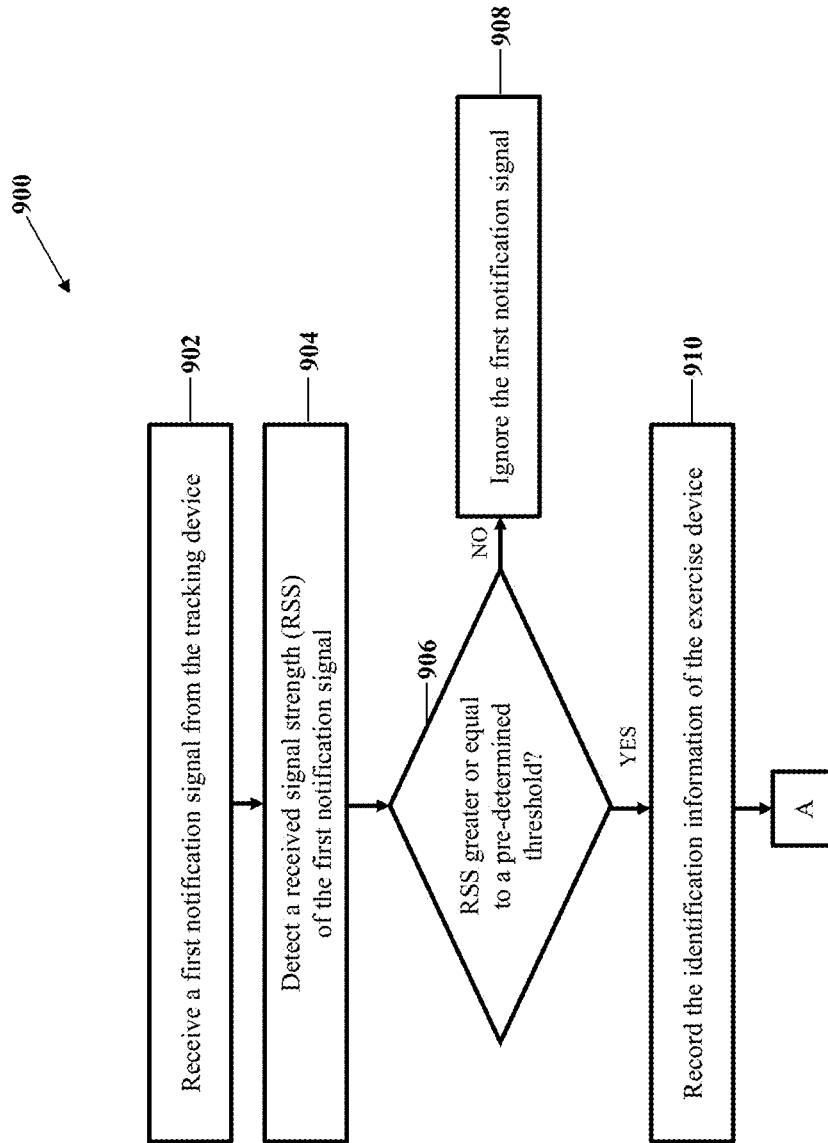 900
902
Receive a first notification signal from the tracking device
904
Detect a received signal strength (RSS)
of the first notification signal
906
RSS greater or equal
to a pre-determined
threshold?
NO
908
Ignore the first notification signal
YES
910
Record the identification information of the exercise device
A